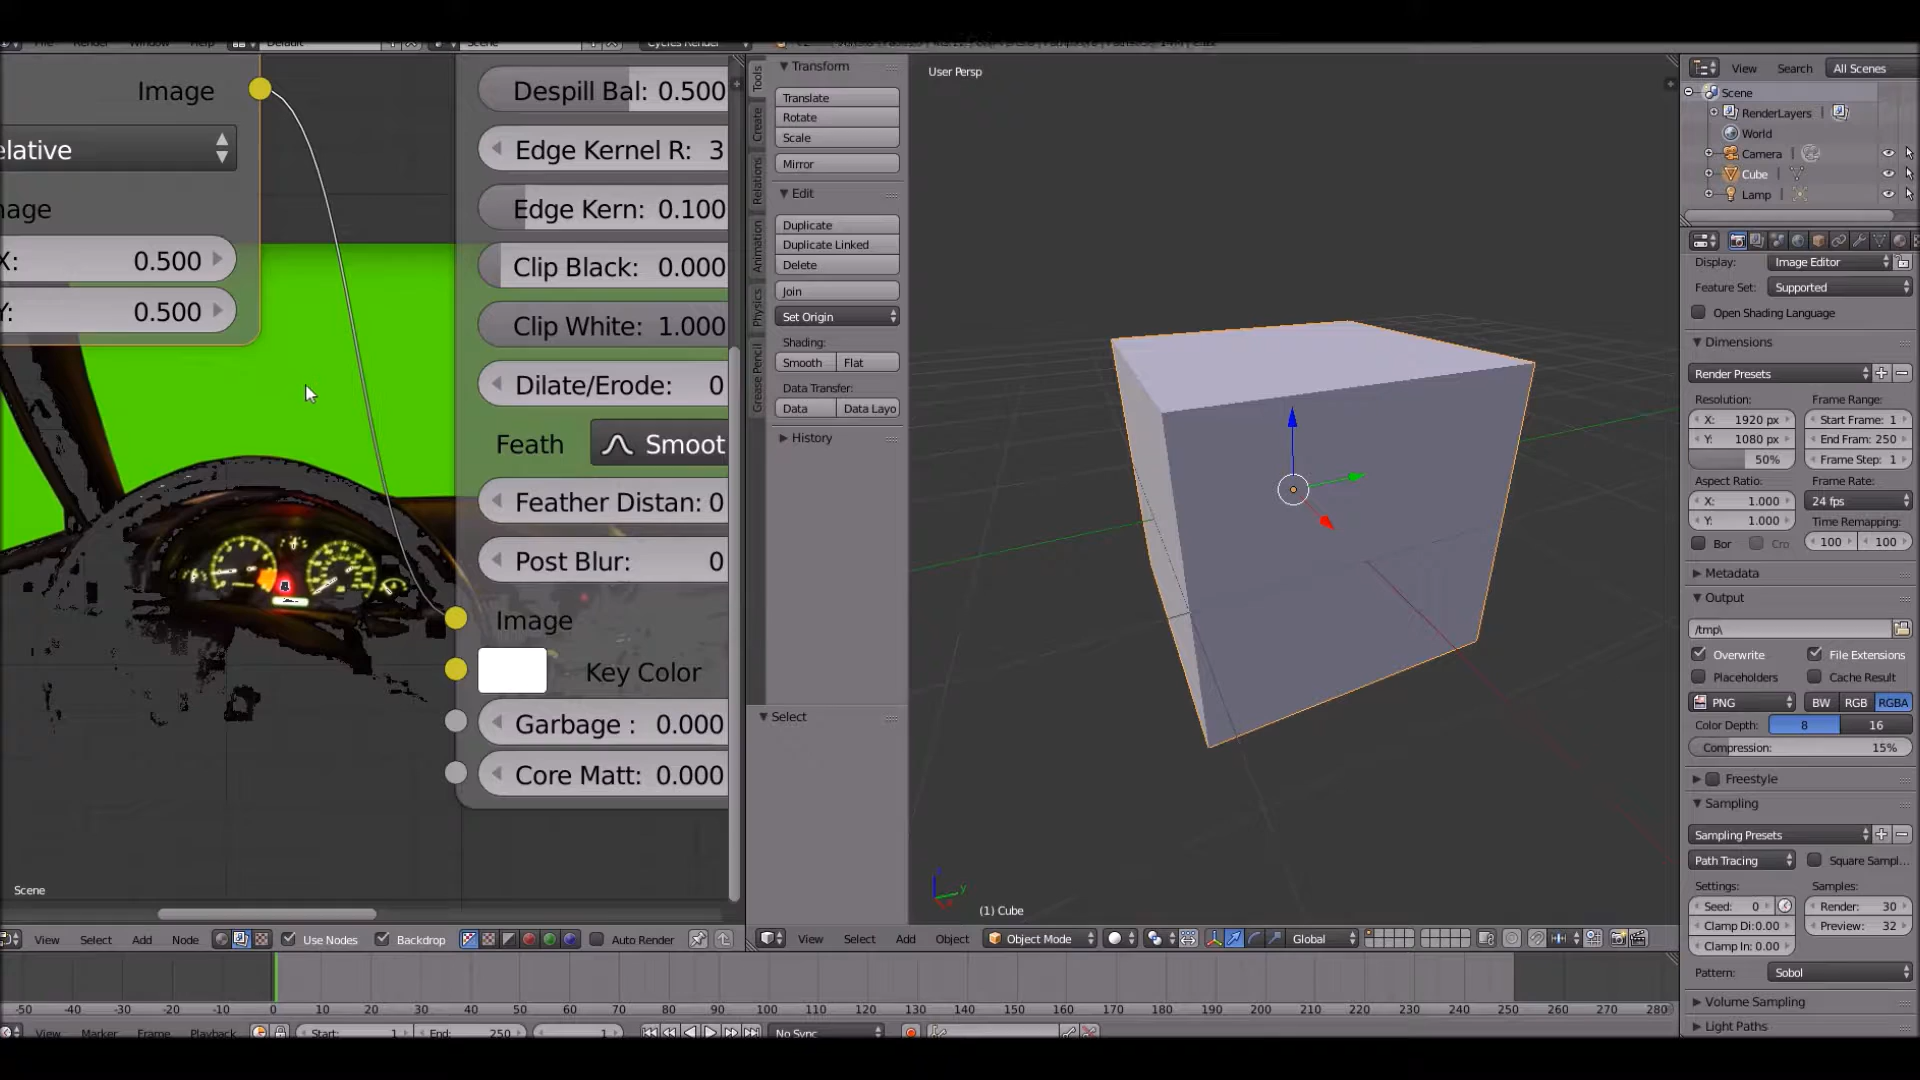 File Render Window Help Default Scene Cycles Render
Image
elative
mage
X: 0.500
Y: 0.500
Despill Bal: 0.500
Edge Kernel R: 3
Edge Kern: 0.100
Clip Black: 0.000
Clip White: 1.000
Dilate/Erode: 0
Feath Smoot
Feather Distan: 0
Post Blur: 0
Image
Key Color
Garbage : 0.000
Core Matt: 0.000
Scene
View Select Add Node Use Nodes Backdrop Auto Render
Tools
Create
Relations
Animation
Physics
Grease Pencil
Transform
Translate
Rotate
Scale
Mirror
Edit
Duplicate
Duplicate Linked
Delete
Join
Set Origin
Shading:
Smooth Flat
Data Transfer:
Data Data Layo
History
Select
User Persp
(1) Cube
View Select Add Object Object Mode Global
View Search All Scenes
Scene
RenderLayers
World
Camera
Cube
Lamp
Display: Image Editor
Feature Set: Supported
Open Shading Language
Dimensions
Render Presets
Resolution: Frame Range:
X: 1920 px Start Frame: 1
Y: 1080 px End Fram: 250
50% Frame Step: 1
Aspect Ratio: Frame Rate:
X: 1.000 24 fps
Y: 1.000 Time Remapping:
Bor Cro 100 100
Metadata
Output
/tmp\
Overwrite File Extensions
Placeholders Cache Result
PNG BW RGB RGBA
Color Depth: 8 16
Compression: 15%
Freestyle
Sampling
Sampling Presets
Path Tracing Square Sampl...
Settings: Samples:
Seed: 0 Render: 30
Clamp Di:0.00 Preview: 32
Clamp In: 0.00
Pattern: Sobol
Volume Sampling
Light Paths
-50 -40 -30 -20 -10 0 10 20 30 40 50 60 70 80 90 100 110 120 130 140 150 160 170 180 190 200 210 220 230 240 250 260 270 280
View Marker Frame Playback Start: 1 End: 250 1 No Sync